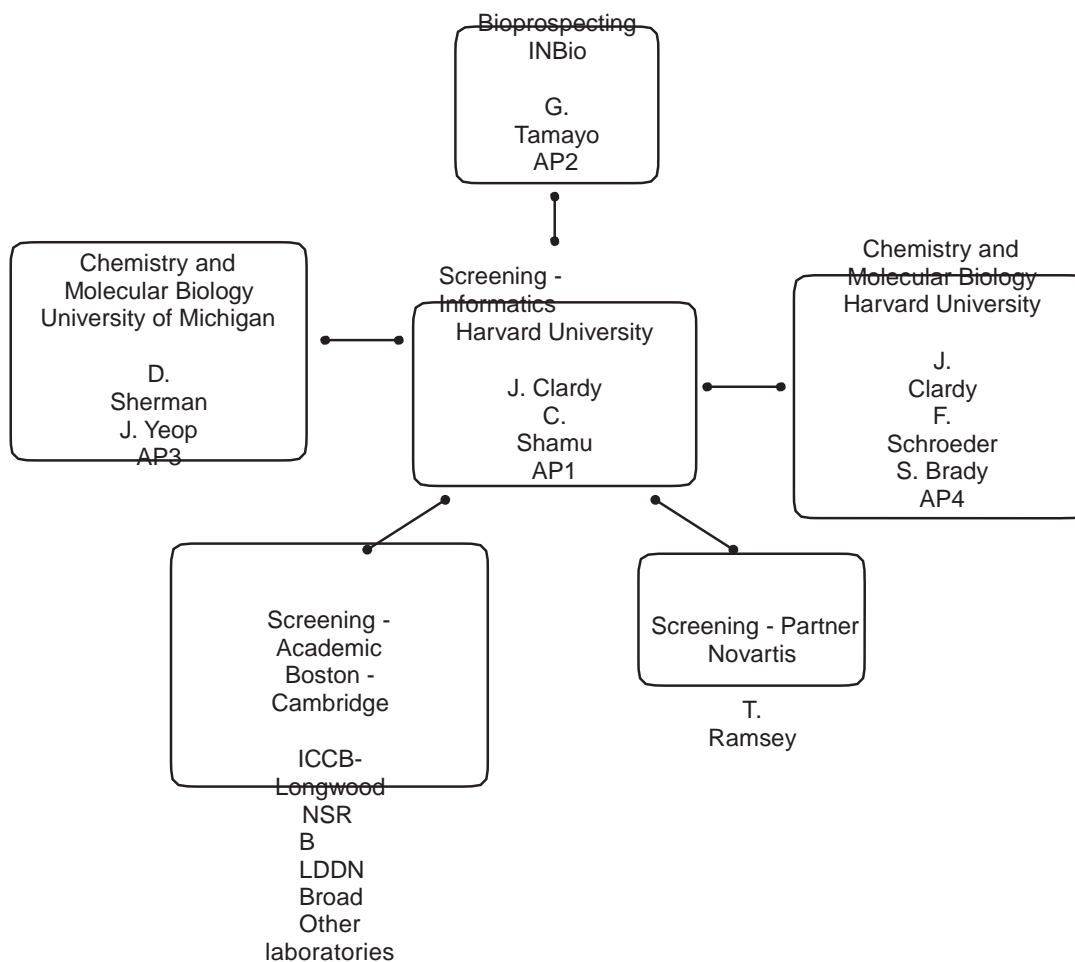 Bioprospecting
INBio
G.
Tamayo
AP2
Chemistry and
Molecular Biology
University of Michigan
D.
Sherman
J. Yeop
AP3
Screening -
Informatics
Harvard University
J. Clardy
C.
Shamu
AP1
Chemistry and
Molecular Biology
Harvard University
J.
Clardy
F.
Schroeder
S. Brady
AP4
Screening -
Academic
Boston -
Cambridge
ICCB-
Longwood
NSR
B
LDDN
Broad
Other
laboratories
Screening - Partner
Novartis
T.
Ramsey